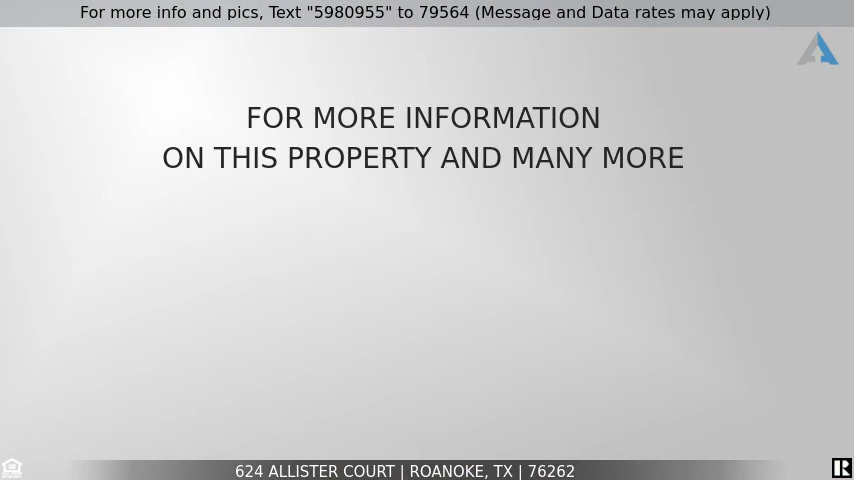 For more info and pics, Text "5980955" to 79564 (Message and Data rates may apply)
FOR MORE INFORMATION
ON THIS PROPERTY AND MANY MORE
624 ALLISTER COURT | ROANOKE, TX | 76262